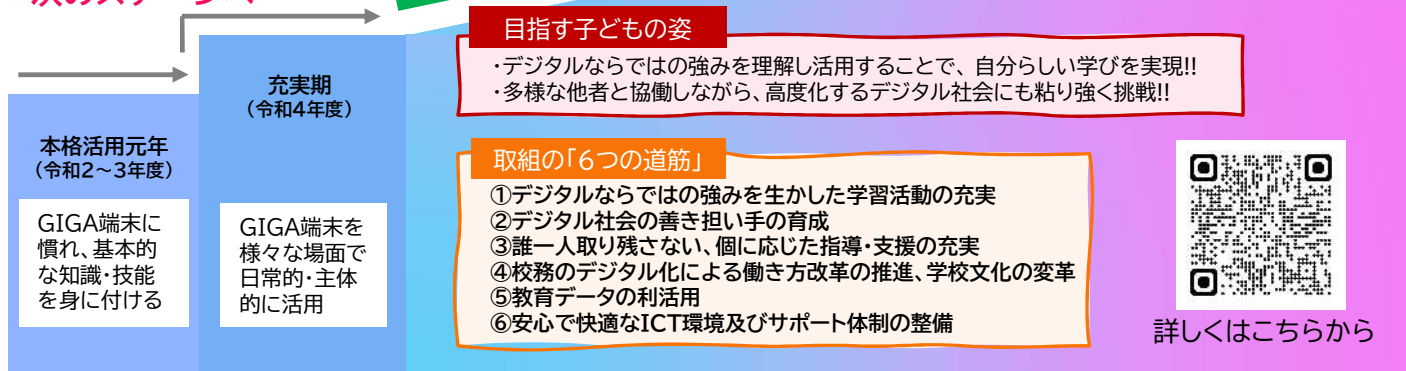 目指す子どもの姿
・デジタルならではの強みを理解し活用することで、自分らしい学びを実現!!
・多様な他者と協働しながら、高度化するデジタル社会にも粘り強く挑戦!!
充実期
(令和4年度)
本格活用元年
(令和2~3年度)
GIGA端末に
慣れ、基本的
な知識・技能
を身に付ける
GIGA端末を
様々な場面で
日常的・主体
的に活用
取組の「6つの道筋」
①デジタルならではの強みを生かした学習活動の充実
②デジタル社会の善き担い手の育成
③誰一人取り残さない、個に応じた指導・支援の充実
④校務のデジタル化による働き方改革の推進、学校文化の変革
⑤教育データの利活用
⑥安心で快適なICT環境及びサポート体制の整備
詳しくはこちらから